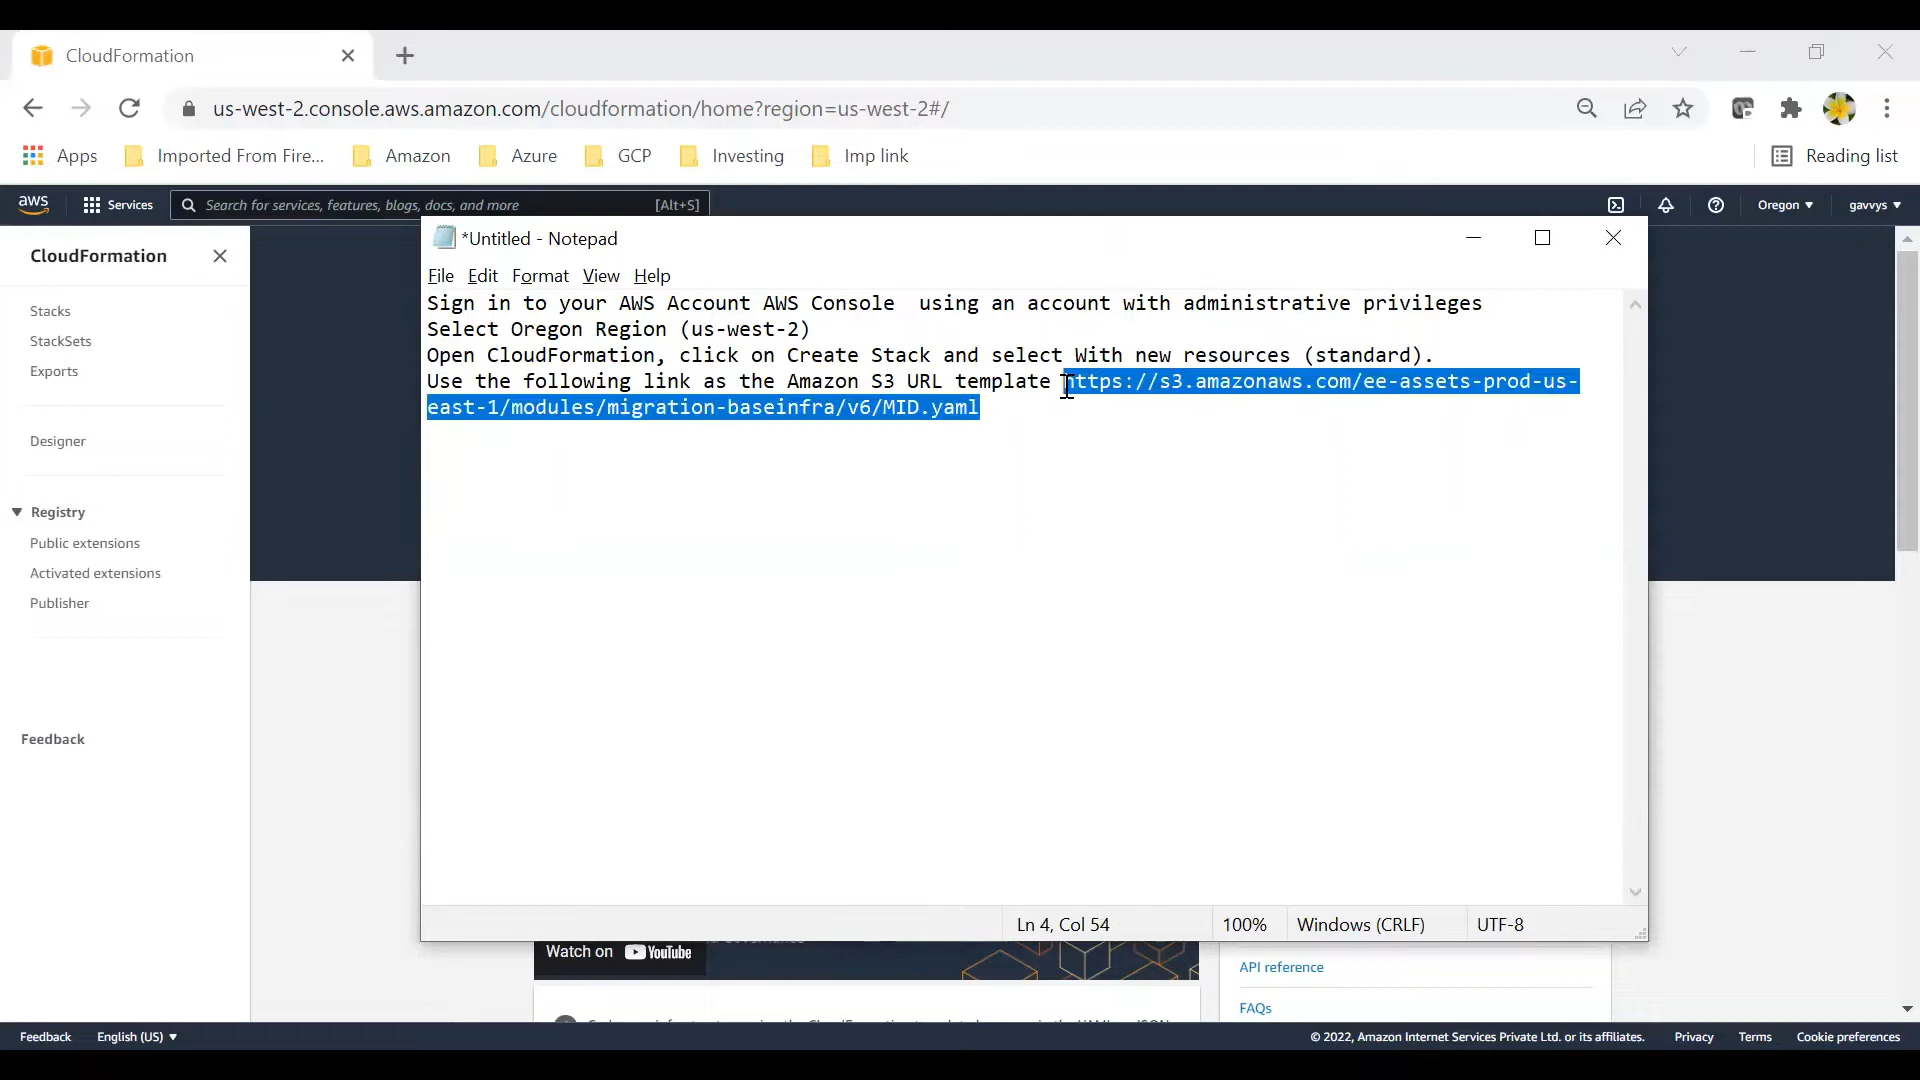 CloudFormation
us-west-2.console.aws.amazon.com/cloudformation/home?region=us-west-2#/
Apps
Imported From Fire...
Amazon
Azure
GCP
Investing
Imp link
Reading list
aws
Services
Search for services, features, blogs, docs, and more
[Alt+S]
Oregon
gavvys
CloudFormation
Stacks
StackSets
Exports
Designer
Registry
Public extensions
Activated extensions
Publisher
Feedback
*Untitled - Notepad
File Edit Format View Help
Sign in to your AWS Account AWS Console  using an account with administrative privileges
Select Oregon Region (us-west-2)
Open CloudFormation, click on Create Stack and select With new resources (standard).
Use the following link as the Amazon S3 URL template https://s3.amazonaws.com/ee-assets-prod-us-
east-1/modules/migration-baseinfra/v6/MID.yaml
Ln 4, Col 54
100%
Windows (CRLF)
UTF-8
Watch on YouTube
API reference
FAQs
Feedback
English (US)
© 2022, Amazon Internet Services Private Ltd. or its affiliates.
Privacy
Terms
Cookie preferences